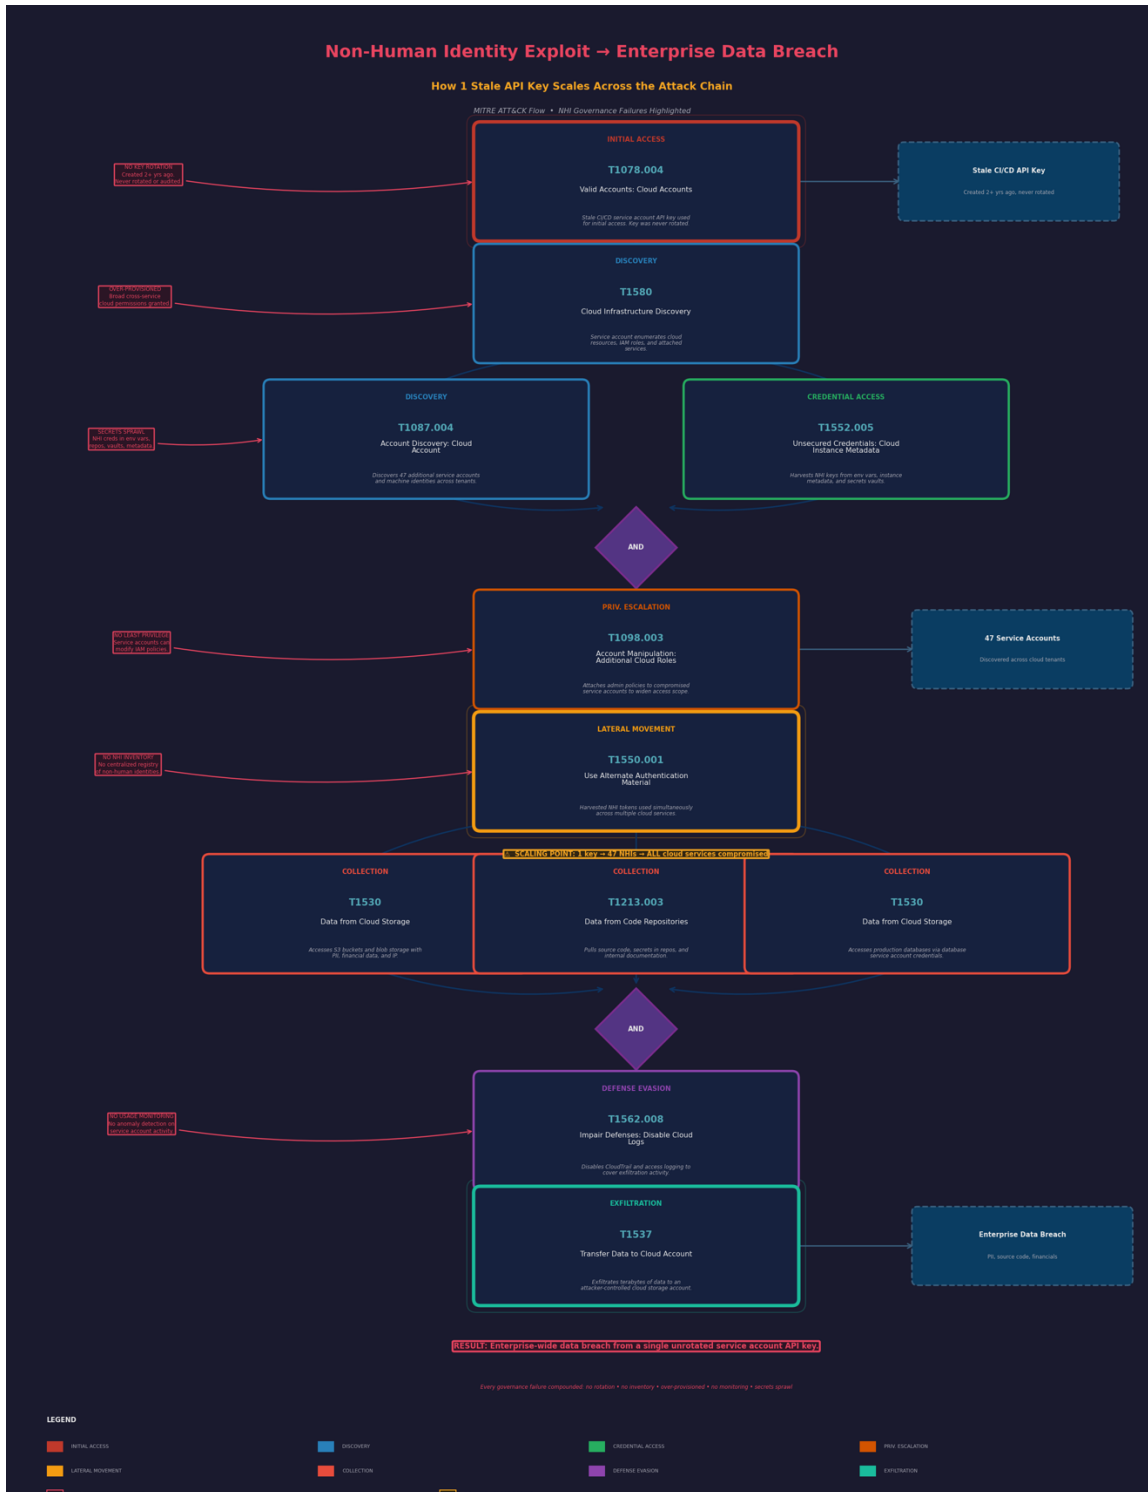 Non-Human Identity Exploit → Enterprise Data Breach
How 1 Stale API Key Scales Across the Attack Chain
MITRE ATT&CK Flow • NHI Governance Failures Highlighted
NO KEY ROTATION
Created 2+ yrs ago
Never rotated or audited
INITIAL ACCESS
T1078.004
Valid Accounts: Cloud Accounts
Stale CI/CD service account API key used
for initial access. Key was never rotated.
Stale CI/CD API Key
Created 2+ yrs ago, never rotated
OVER-PROVISIONED
Broad cross-service
cloud permissions granted
DISCOVERY
T1580
Cloud Infrastructure Discovery
Service account enumerates cloud
resources, IAM roles, and attached
services.
SECRETS SPRAWL
NHI creds in env vars,
repos, vaults, metadata
DISCOVERY
T1087.004
Account Discovery: Cloud
Account
Discovers 47 additional service accounts
and machine identities across tenants.
CREDENTIAL ACCESS
T1552.005
Unsecured Credentials: Cloud
Instance Metadata
Harvests NHI keys from env vars, instance
metadata, and secrets vaults.
AND
NO LEAST PRIVILEGE
Service accounts can
modify IAM policies
PRIV. ESCALATION
T1098.003
Account Manipulation:
Additional Cloud Roles
Attaches admin policies to compromised
service accounts to widen access scope.
47 Service Accounts
Discovered across cloud tenants
NO NHI INVENTORY
No centralized registry
of non-human identities
LATERAL MOVEMENT
T1550.001
Use Alternate Authentication
Material
Harvested NHI tokens used simultaneously
across multiple cloud services.
SCALING POINT: 1 key → 47 NHIs → ALL cloud services compromised
COLLECTION
T1530
Data from Cloud Storage
Accesses S3 buckets and blob storage with
PII, financial data, and IP.
COLLECTION
T1213.003
Data from Code Repositories
Pulls source code, secrets in repos, and
internal documentation.
COLLECTION
T1530
Data from Cloud Storage
Accesses production databases via database
service account credentials.
AND
NO USAGE MONITORING
No anomaly detection on
service account activity
DEFENSE EVASION
T1562.008
Impair Defenses: Disable Cloud
Logs
Disables CloudTrail and access logging to
cover exfiltration activity.
EXFILTRATION
T1537
Transfer Data to Cloud Account
Exfiltrates terabytes of data to an
attacker-controlled cloud storage account.
Enterprise Data Breach
PII, source code, financials
RESULT: Enterprise-wide data breach from a single unrotated service account API key.
Every governance failure compounded: no rotation • no inventory • over-provisioned • no monitoring • secrets sprawl
LEGEND
INITIAL ACCESS
DISCOVERY
CREDENTIAL ACCESS
PRIV. ESCALATION
LATERAL MOVEMENT
COLLECTION
DEFENSE EVASION
EXFILTRATION